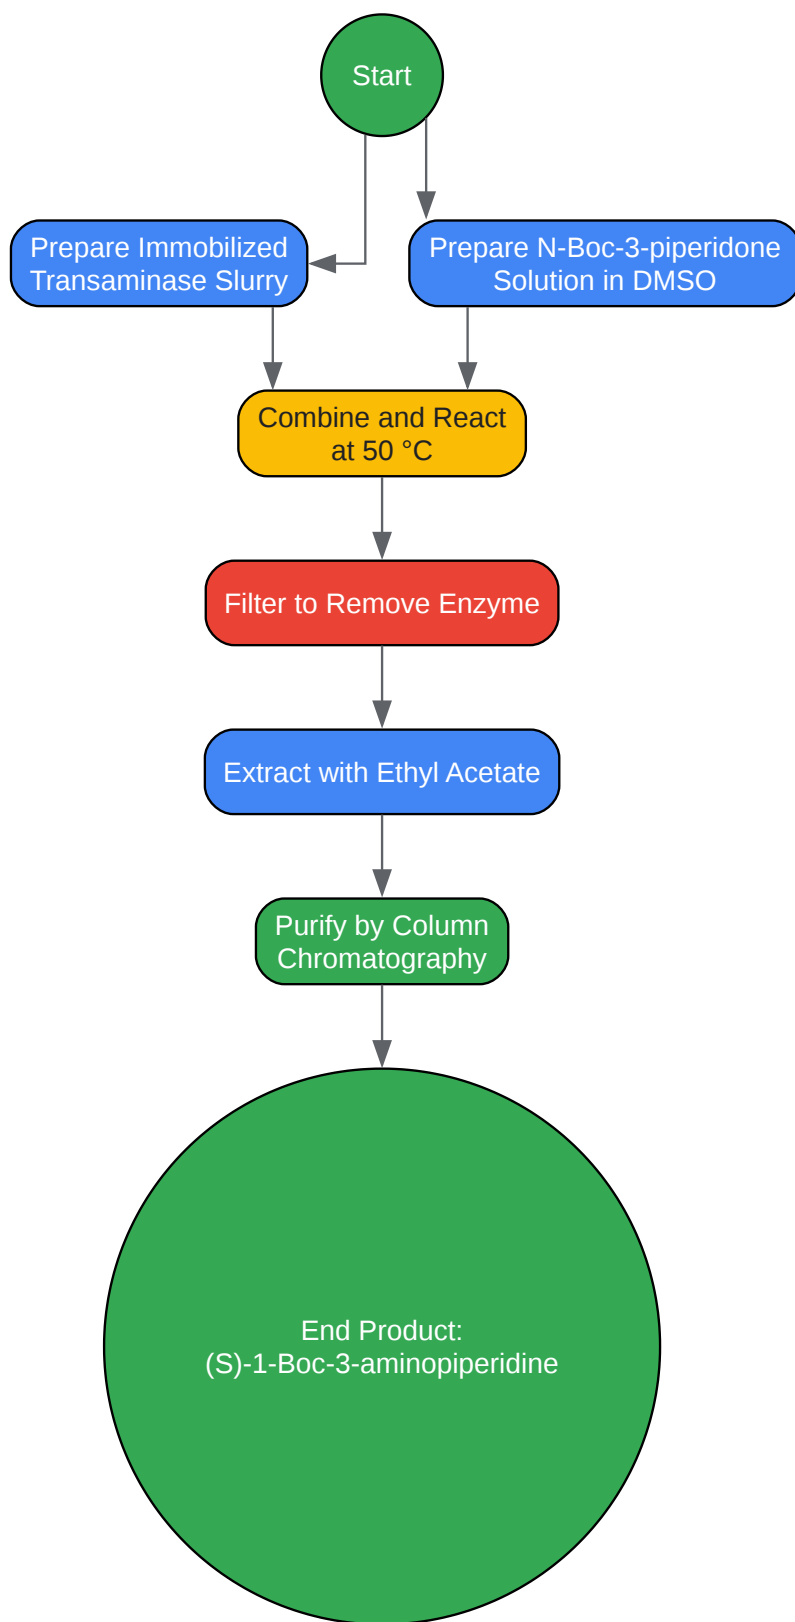 Start
Prepare Immobilized
Transaminase Slurry
Prepare N-Boc-3-piperidone
Solution in DMSO
Combine and React
at 50 °C
Filter to Remove Enzyme
Extract with Ethyl Acetate
Purify by Column
Chromatography
End Product:
(S)-1-Boc-3-aminopiperidine